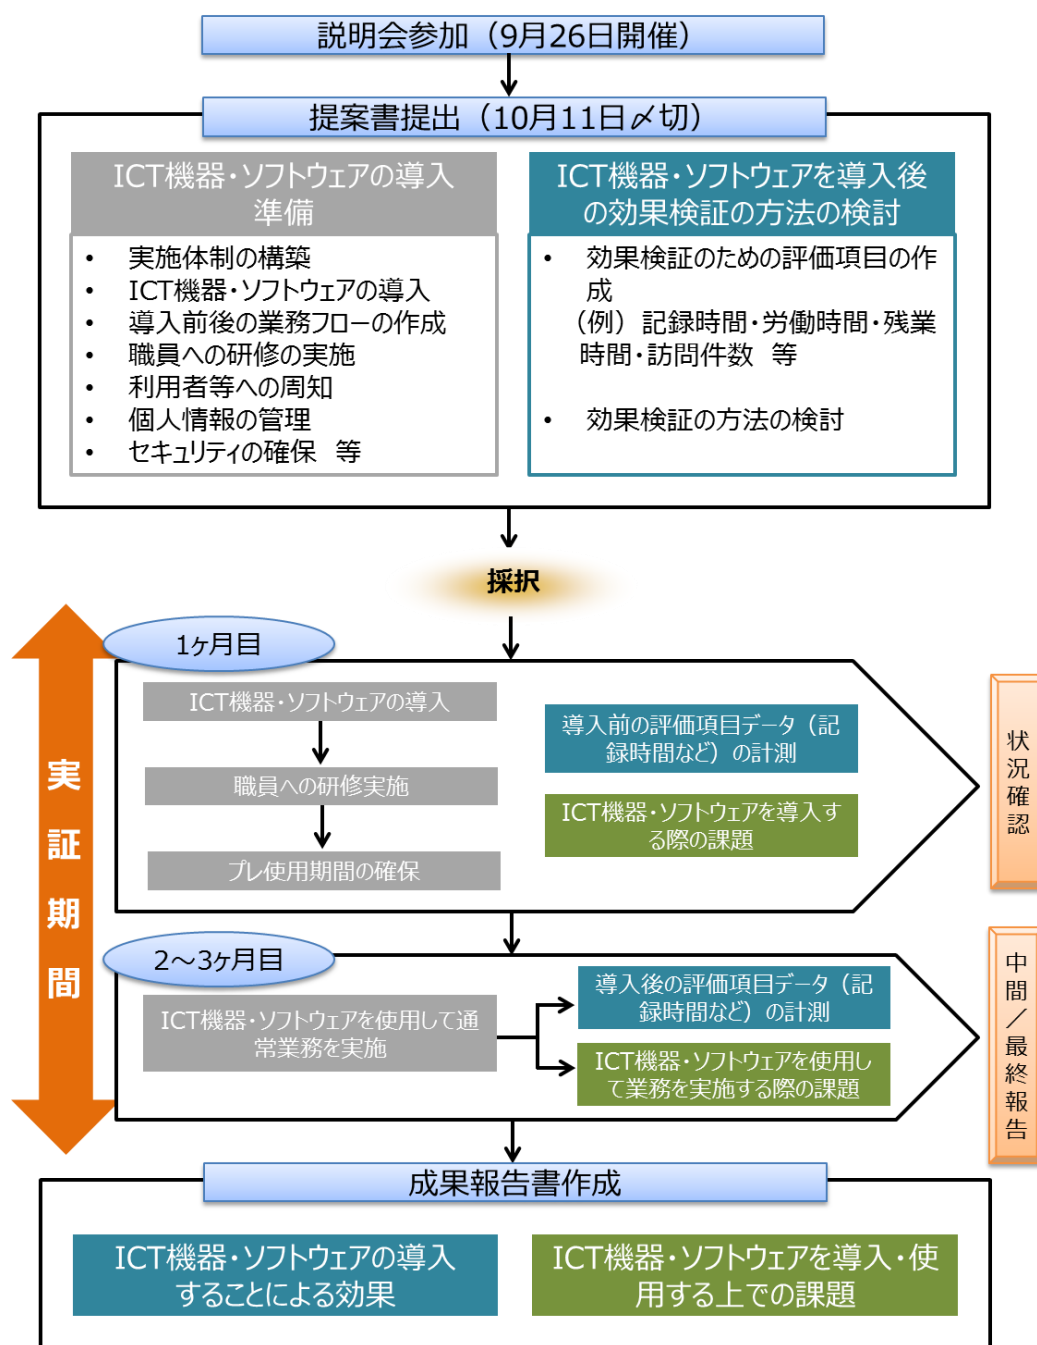 説明会参加（9月26日開催）
提案書提出（10月11日〆切）
ICT機器・ソフトウェアの導入
準備
• 実施体制の構築
• ICT機器・ソフトウェアの導入
• 導入前後の業務フローの作成
• 職員への研修の実施
• 利用者等への周知
• 個人情報の管理
• セキュリティの確保 等
ICT機器・ソフトウェアを導入後
の効果検証の方法の検討
• 効果検証のための評価項目の作
成
（例）記録時間・労働時間・残業
時間・訪問件数 等
• 効果検証の方法の検討
採択
実証期間
1ヶ月目
ICT機器・ソフトウェアの導入
職員への研修実施
プレ使用期間の確保
導入前の評価項目データ（記
録時間など）の計測
ICT機器・ソフトウェアを導入す
る際の課題
状況確認
2～3ヶ月目
ICT機器・ソフトウェアを使用して通
常業務を実施
導入後の評価項目データ（記
録時間など）の計測
ICT機器・ソフトウェアを使用し
て業務を実施する際の課題
中間／最終報告
成果報告書作成
ICT機器・ソフトウェアの導入
することによる効果
ICT機器・ソフトウェアを導入・使
用する上での課題